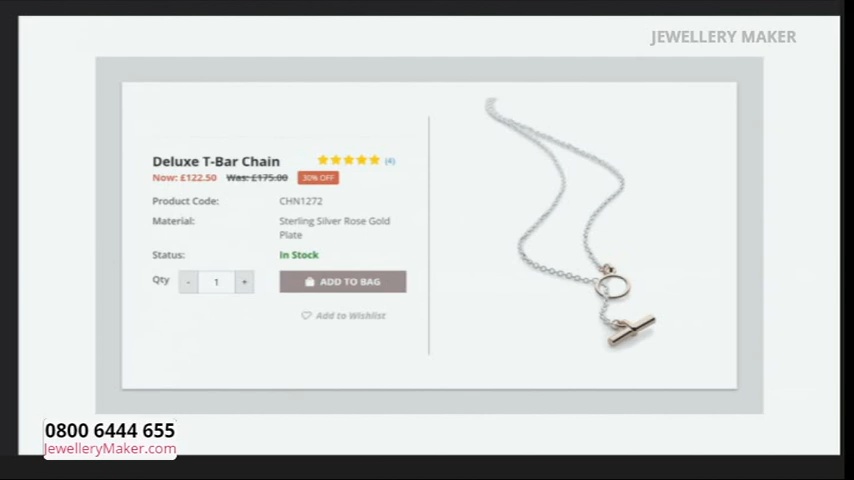 JEWELLERY MAKER
Deluxe T-Bar Chain
(4)
Now: £122.50 Was: £175.00 30% OFF
Product Code: CHN1272
Material: Sterling Silver Rose Gold
Plate
Status: In Stock
Qty - 1 + ADD TO BAG
Add to Wishlist
0800 6444 655
JewelleryMaker.com